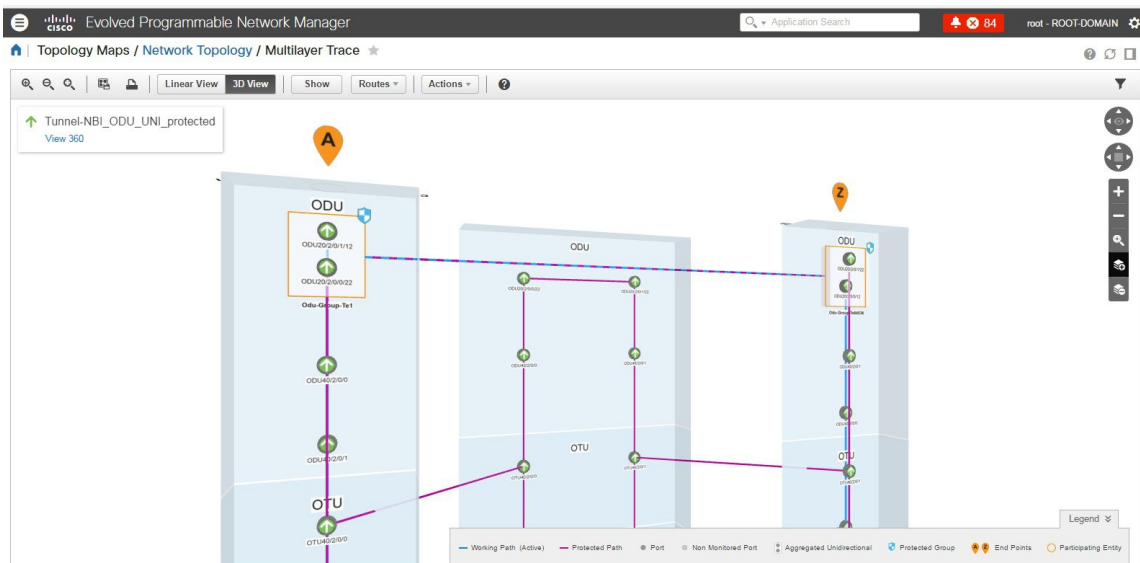 cisco Evolved Programmable Network Manager
Application Search
84
root - ROOT-DOMAIN
Topology Maps / Network Topology / Multilayer Trace
Linear View 3D View Show Routes Actions
Tunnel-NBI_ODU_UNI_protected
View 360
A
Z
ODU
ODU20/2/0/1/12
ODU20/2/0/0/22
Odu-Group-Te1
ODU40/2/0/0
ODU40/2/0/1
OTU
OTU40/2/0/0
ODU
OTU
ODU
OTU
Legend
Working Path (Active) Protected Path Port Non Monitored Port Aggregated Unidirectional Protected Group A Z End Points Participating Entity